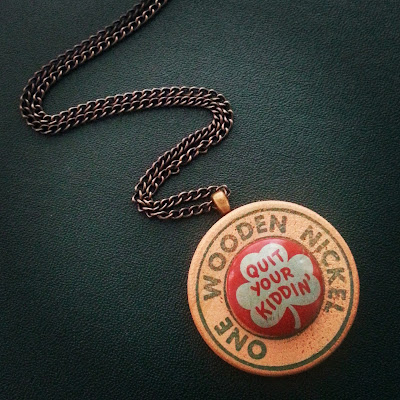 ONE WOODEN NICKEL
QUIT
YOUR
KIDDIN'